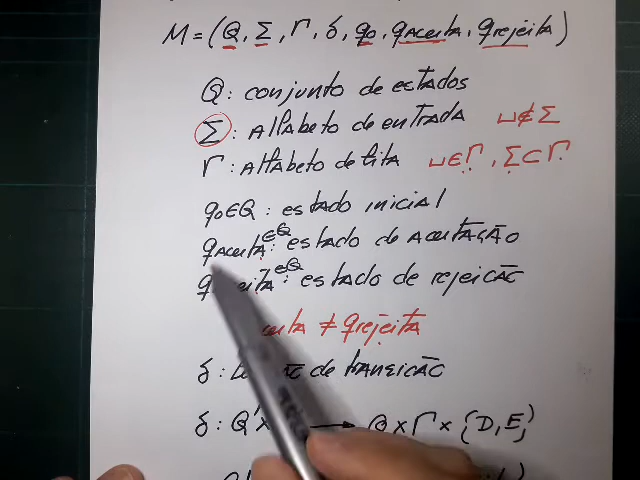 M = (Q, Σ, Γ, δ, q0, qaceita, qrejeita)
Q: conjunto de estados
Σ: Alfabeto de entrada ⊔∉Σ
Γ: Alfabeto de fita ⊔∈Γ, Σ⊂Γ
q0∈Q: estado inicial
qaceita∈Q: estado de aceitação
∈Q: estado de rejeição
≠ qrejeita
δ: de transição
δ: Q' → Q x Γ x {D, E}